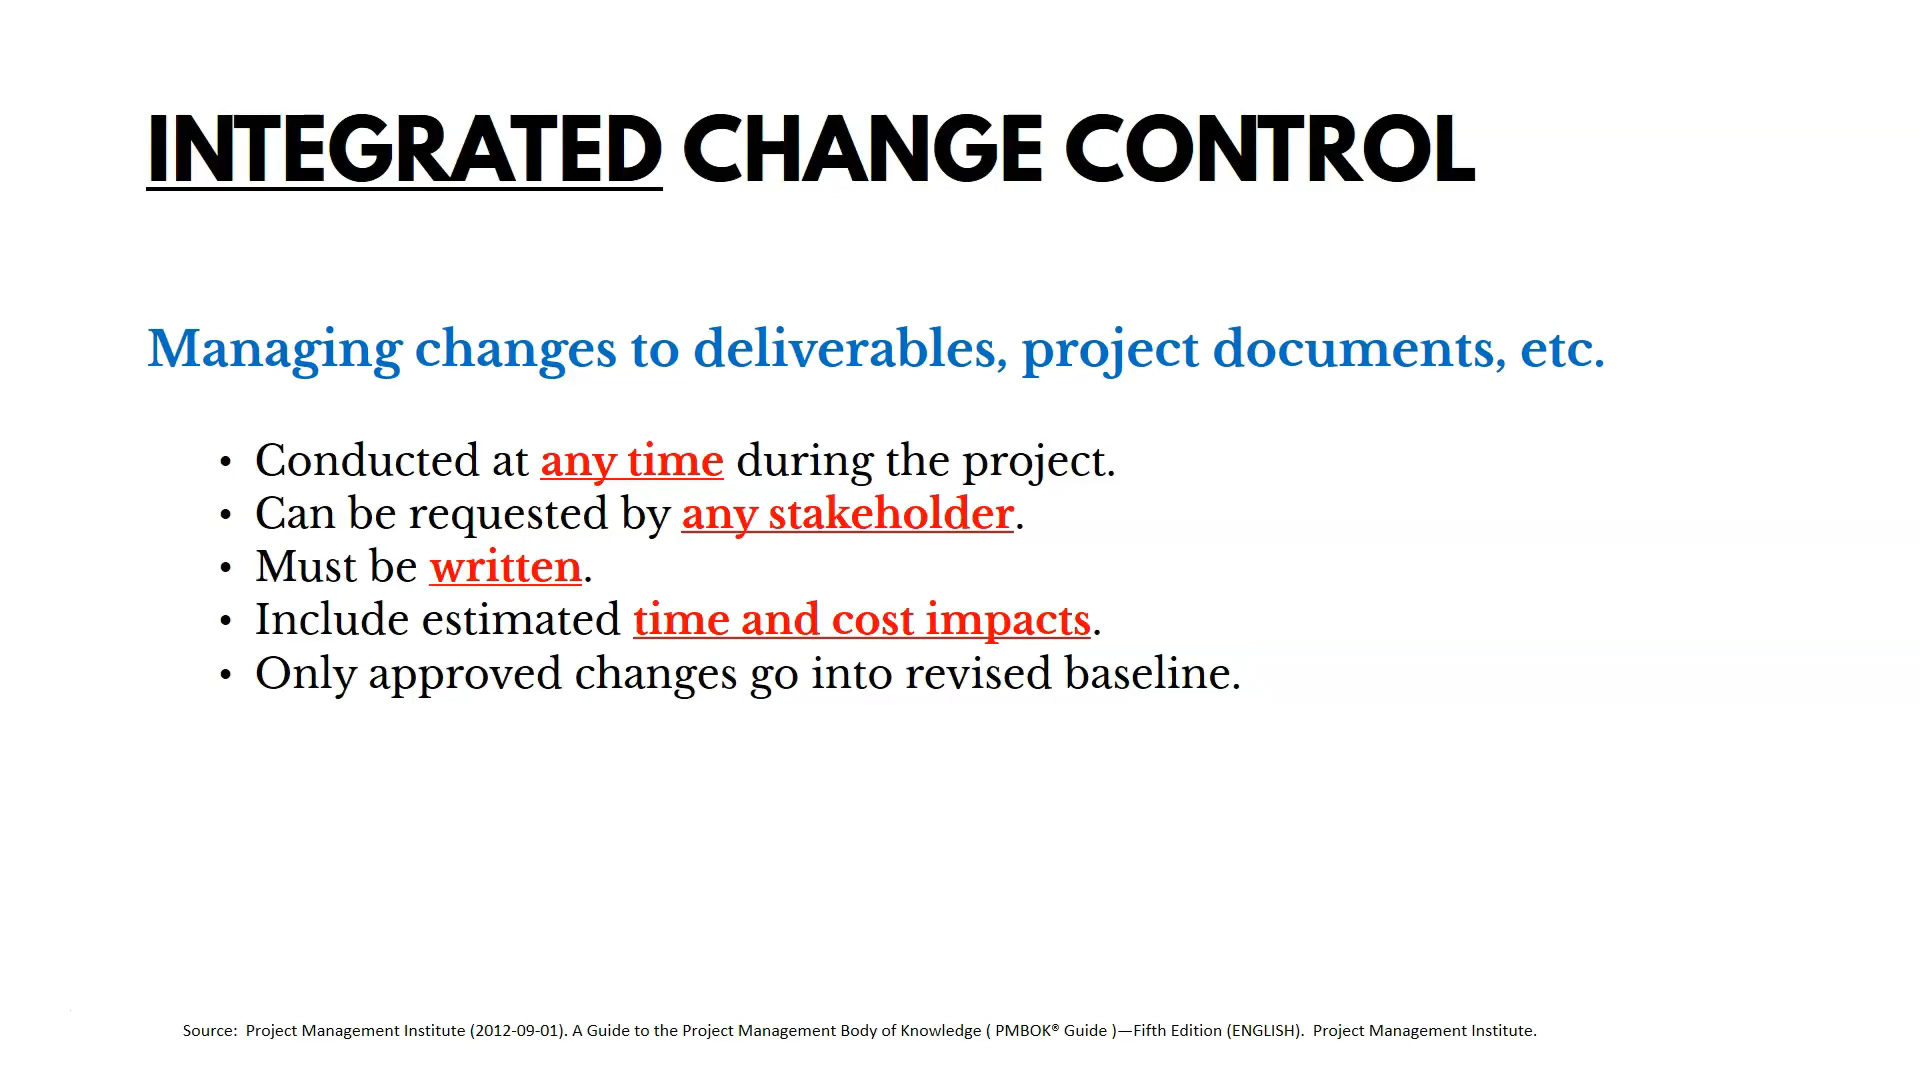 INTEGRATED CHANGE CONTROL
Managing changes to deliverables, project documents, etc.
• Conducted at any time during the project.
• Can be requested by any stakeholder.
• Must be written.
• Include estimated time and cost impacts.
• Only approved changes go into revised baseline.
Source:  Project Management Institute (2012-09-01). A Guide to the Project Management Body of Knowledge ( PMBOK® Guide )—Fifth Edition (ENGLISH).  Project Management Institute.